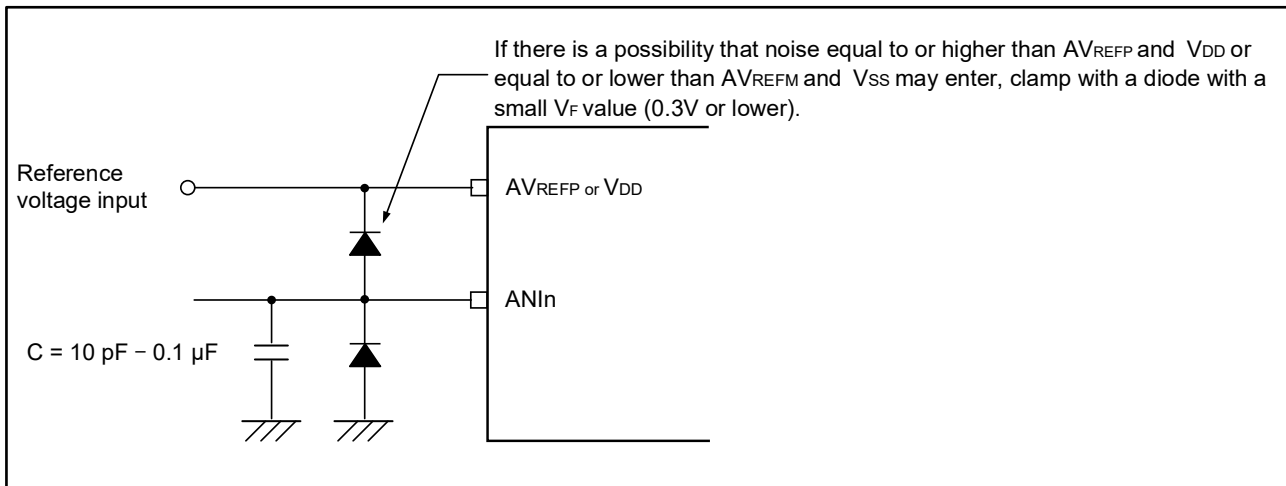 If there is a possibility that noise equal to or higher than AVREFP and VDD or
equal to or lower than AVREFM and VSS may enter, clamp with a diode with a
small VF value (0.3V or lower).
Reference
voltage input
AVREFP or VDD
ANIn
C = 10 pF − 0.1 μF